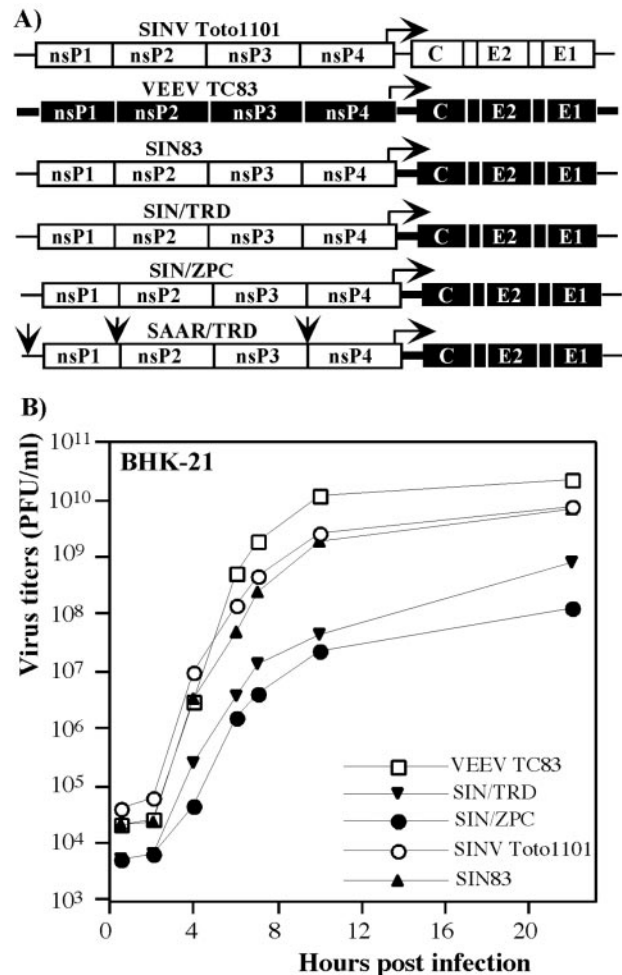 A)
SINV Toto1101
nsP1 nsP2 nsP3 nsP4 C E2 E1
VEEV TC83
nsP1 nsP2 nsP3 nsP4 C E2 E1
SIN83
nsP1 nsP2 nsP3 nsP4 C E2 E1
SIN/TRD
nsP1 nsP2 nsP3 nsP4 C E2 E1
SIN/ZPC
nsP1 nsP2 nsP3 nsP4 C E2 E1
SAAR/TRD
nsP1 nsP2 nsP3 nsP4 C E2 E1
B)
BHK-21
Virus titers (PFU/ml)
10¹¹
10¹⁰
10⁹
10⁸
10⁷
10⁶
10⁵
10⁴
10³
VEEV TC83
SIN/TRD
SIN/ZPC
SINV Toto1101
SIN83
0 4 8 12 16 20
Hours post infection